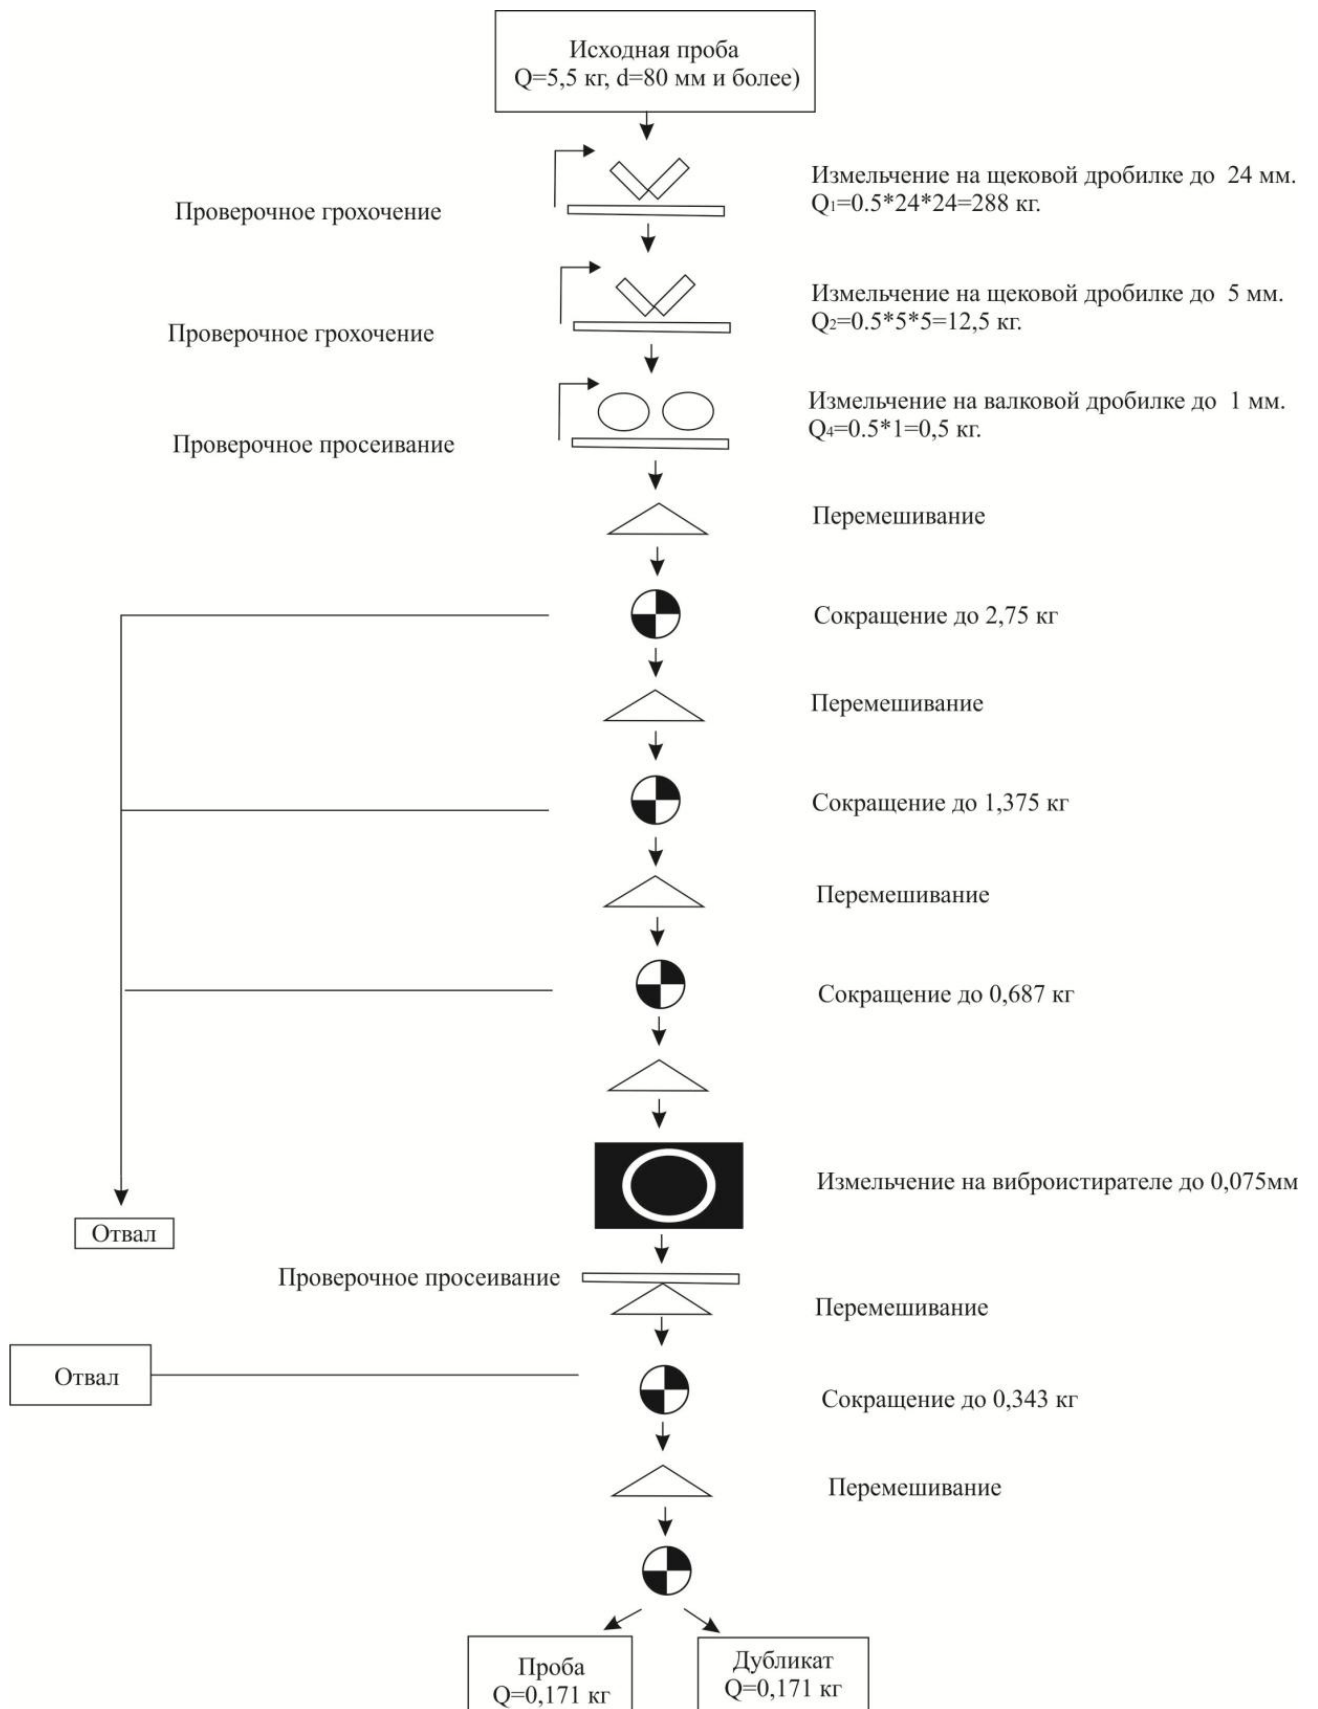 Исходная проба
Q=5,5 кг, d=80 мм и более)
Измельчение на щековой дробилке до 24 мм.
Q₁=0.5*24*24=288 кг.
Проверочное грохочение
Измельчение на щековой дробилке до 5 мм.
Q₂=0.5*5*5=12,5 кг.
Проверочное грохочение
Измельчение на валковой дробилке до 1 мм.
Q₄=0.5*1=0,5 кг.
Проверочное просеивание
Перемешивание
Сокращение до 2,75 кг
Перемешивание
Сокращение до 1,375 кг
Перемешивание
Сокращение до 0,687 кг
Измельчение на виброистирателе до 0,075мм
Отвал
Проверочное просеивание
Перемешивание
Отвал
Сокращение до 0,343 кг
Перемешивание
Проба
Q=0,171 кг
Дубликат
Q=0,171 кг